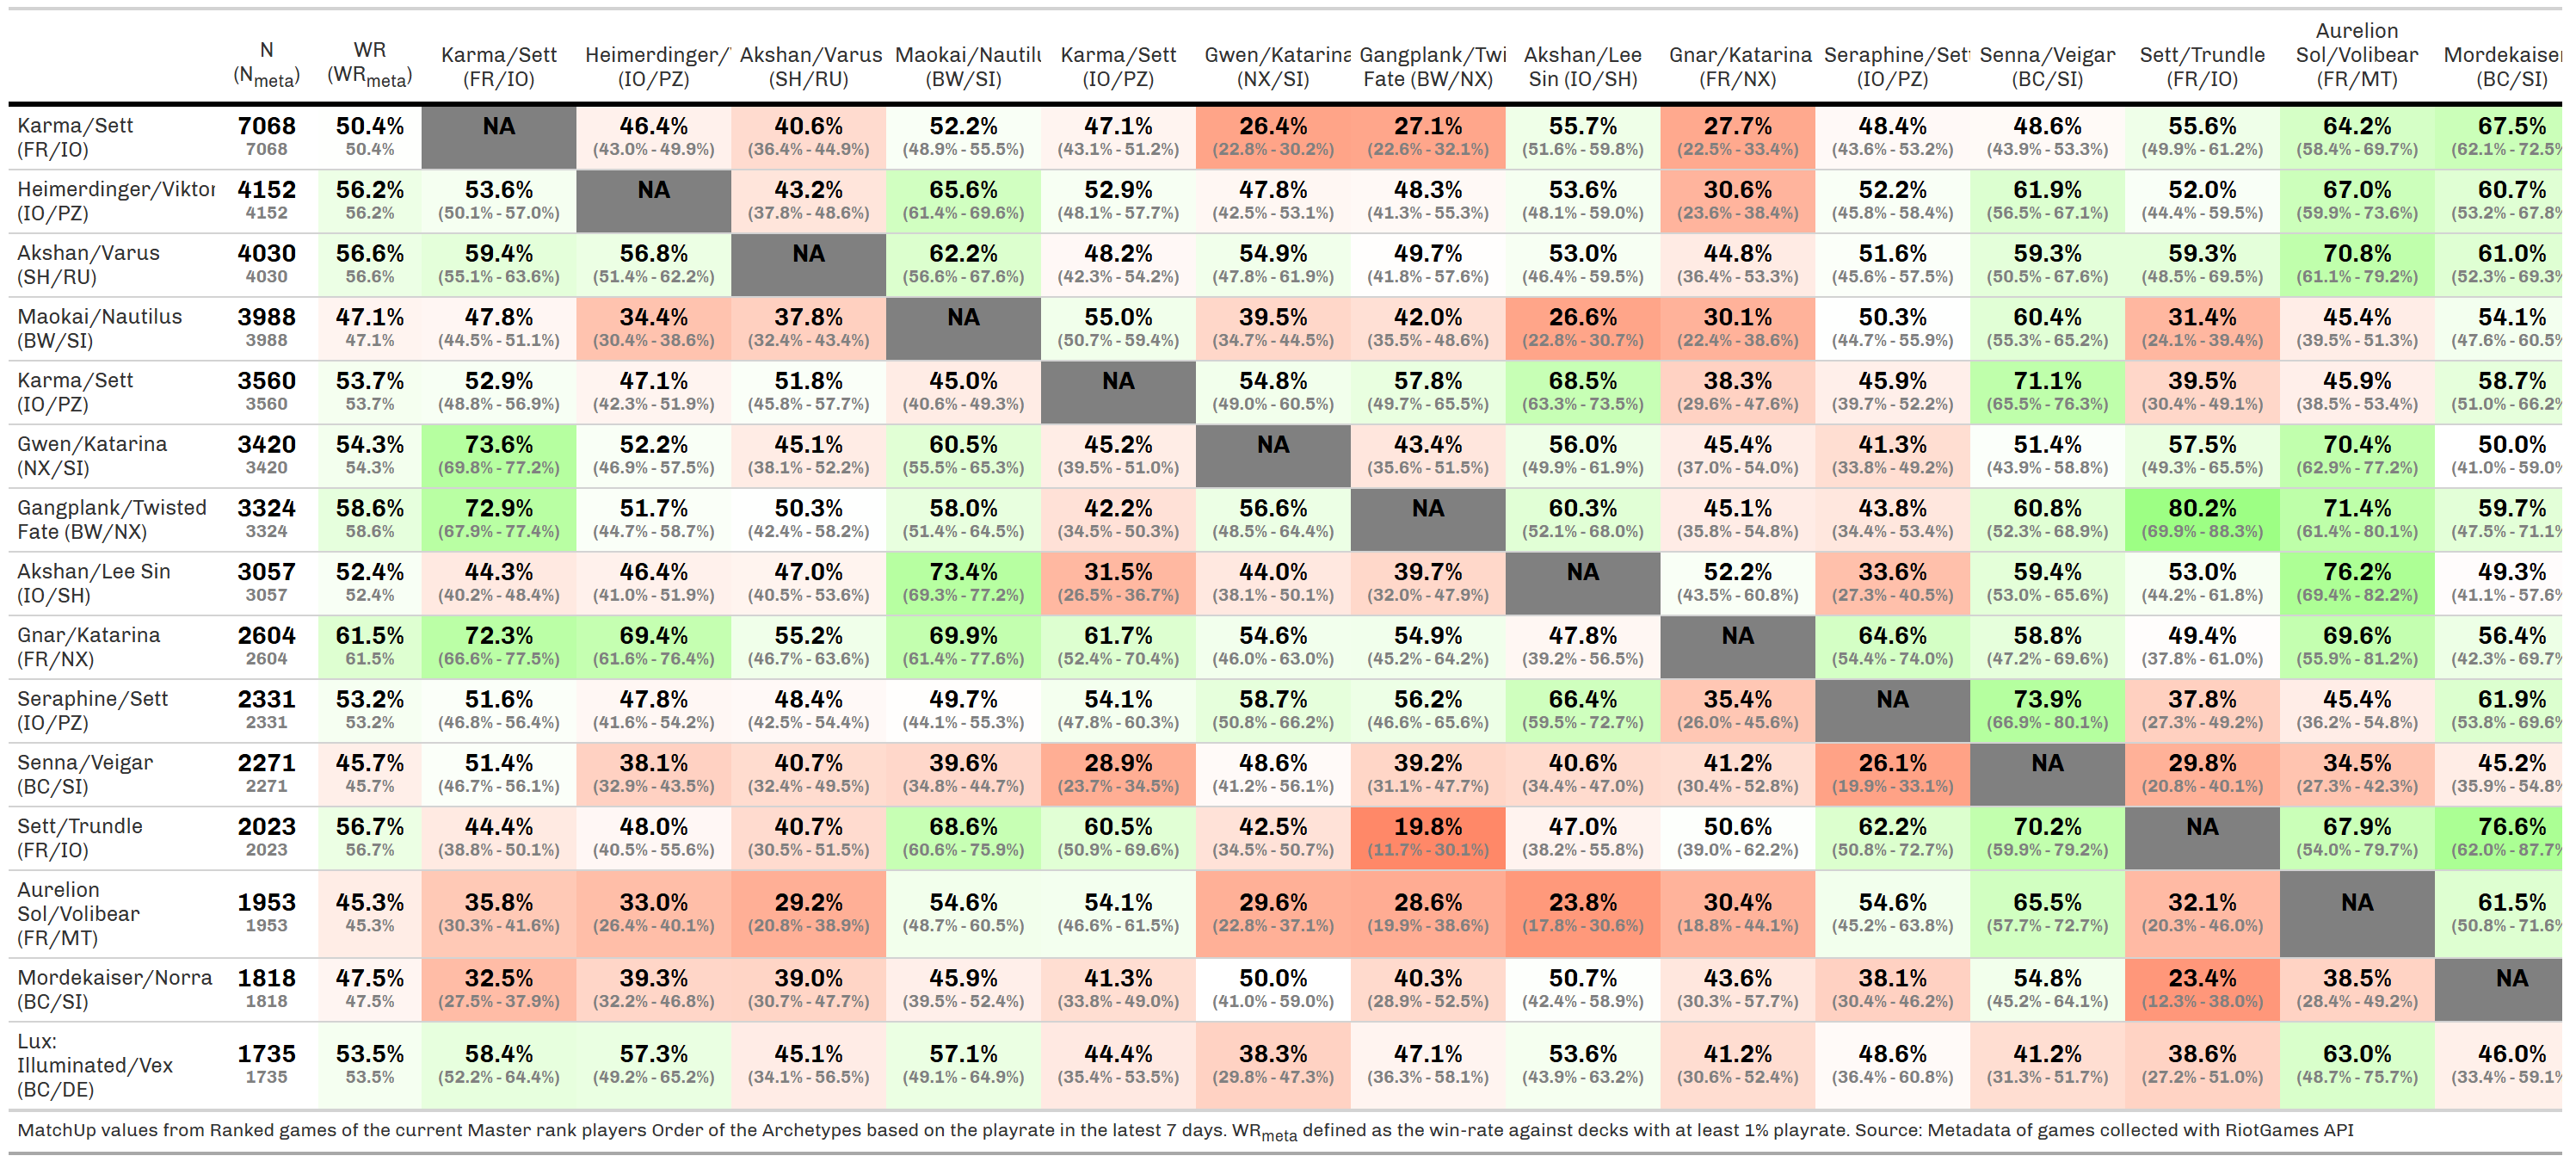 N (Nmeta) WR (WRmeta) Karma/Sett (FR/IO) Heimerdinger/ (IO/PZ) Akshan/Varus (SH/RU) Maokai/Nautilu (BW/SI) Karma/Sett (IO/PZ) Gwen/Katarina (NX/SI) Gangplank/Twi Fate (BW/NX) Akshan/Lee Sin (IO/SH) Gnar/Katarina (FR/NX) Seraphine/Set (IO/PZ) Senna/Veigar (BC/SI) Sett/Trundle (FR/IO) Aurelion Sol/Volibear (FR/MT) Mordekaiser (BC/SI)
Karma/Sett 7068 50.4% NA 46.4% 40.6% 52.2% 47.1% 26.4% 27.1% 55.7% 27.7% 48.4% 48.6% 55.6% 64.2% 67.5%
(FR/IO) 7068 50.4% (43.0% - 49.9%) (36.4% - 44.9%) (48.9% - 55.5%) (43.1% - 51.2%) (22.8% - 30.2%) (22.6% - 32.1%) (51.6% - 59.8%) (22.5% - 33.4%) (43.6% - 53.2%) (43.9% - 53.3%) (49.9% - 61.2%) (58.4% - 69.7%) (62.1% - 72.5%
Heimerdinger/Viktor 4152 56.2% 53.6% NA 43.2% 65.6% 52.9% 47.8% 48.3% 53.6% 30.6% 52.2% 61.9% 52.0% 67.0% 60.7%
(IO/PZ) 4152 56.2% (50.1% - 57.0%) (37.8% - 48.6%) (61.4% - 69.6%) (48.1% - 57.7%) (42.5% - 53.1%) (41.3% - 55.3%) (48.1% - 59.0%) (23.6% - 38.4%) (45.8% - 58.4%) (56.5% - 67.1%) (44.4% - 59.5%) (59.9% - 73.6%) (53.2% - 67.8%
Akshan/Varus 4030 56.6% 59.4% 56.8% NA 62.2% 48.2% 54.9% 49.7% 53.0% 44.8% 51.6% 59.3% 59.3% 70.8% 61.0%
(SH/RU) 4030 56.6% (55.1% - 63.6%) (51.4% - 62.2%) (56.6% - 67.6%) (42.3% - 54.2%) (47.8% - 61.9%) (41.8% - 57.6%) (46.4% - 59.5%) (36.4% - 53.3%) (45.6% - 57.5%) (50.5% - 67.6%) (48.5% - 69.5%) (61.1% - 79.2%) (52.3% - 69.3%
Maokai/Nautilus 3988 47.1% 47.8% 34.4% 37.8% NA 55.0% 39.5% 42.0% 26.6% 30.1% 50.3% 60.4% 31.4% 45.4% 54.1%
(BW/SI) 3988 47.1% (44.5% - 51.1%) (30.4% - 38.6%) (32.4% - 43.4%) (50.7% - 59.4%) (34.7% - 44.5%) (35.5% - 48.6%) (22.8% - 30.7%) (22.4% - 38.6%) (44.7% - 55.9%) (55.3% - 65.2%) (24.1% - 39.4%) (39.5% - 51.3%) (47.6% - 60.5%
Karma/Sett 3560 53.7% 52.9% 47.1% 51.8% 45.0% NA 54.8% 57.8% 68.5% 38.3% 45.9% 71.1% 39.5% 45.9% 58.7%
(IO/PZ) 3560 53.7% (48.8% - 56.9%) (42.3% - 51.9%) (45.8% - 57.7%) (40.6% - 49.3%) (49.0% - 60.5%) (49.7% - 65.5%) (63.3% - 73.5%) (29.6% - 47.6%) (39.7% - 52.2%) (65.5% - 76.3%) (30.4% - 49.1%) (38.5% - 53.4%) (51.0% - 66.2%
Gwen/Katarina 3420 54.3% 73.6% 52.2% 45.1% 60.5% 45.2% NA 43.4% 56.0% 45.4% 41.3% 51.4% 57.5% 70.4% 50.0%
(NX/SI) 3420 54.3% (69.8% - 77.2%) (46.9% - 57.5%) (38.1% - 52.2%) (55.5% - 65.3%) (39.5% - 51.0%) (35.6% - 51.5%) (49.9% - 61.9%) (37.0% - 54.0%) (33.8% - 49.2%) (43.9% - 58.8%) (49.3% - 65.5%) (62.9% - 77.2%) (41.0% - 59.0%
Gangplank/Twisted 3324 58.6% 72.9% 51.7% 50.3% 58.0% 42.2% 56.6% NA 60.3% 45.1% 43.8% 60.8% 80.2% 71.4% 59.7%
Fate (BW/NX) 3324 58.6% (67.9% - 77.4%) (44.7% - 58.7%) (42.4% - 58.2%) (51.4% - 64.5%) (34.5% - 50.3%) (48.5% - 64.4%) (52.1% - 68.0%) (35.8% - 54.8%) (34.4% - 53.4%) (52.3% - 68.9%) (69.9% - 88.3%) (61.4% - 80.1%) (47.5% - 71.1%
Akshan/Lee Sin 3057 52.4% 44.3% 46.4% 47.0% 73.4% 31.5% 44.0% 39.7% NA 52.2% 33.6% 59.4% 53.0% 76.2% 49.3%
(IO/SH) 3057 52.4% (40.2% - 48.4%) (41.0% - 51.9%) (40.5% - 53.6%) (69.3% - 77.2%) (26.5% - 36.7%) (38.1% - 50.1%) (32.0% - 47.9%) (43.5% - 60.8%) (27.3% - 40.5%) (53.0% - 65.6%) (44.2% - 61.8%) (69.4% - 82.2%) (41.1% - 57.6%
Gnar/Katarina 2604 61.5% 72.3% 69.4% 55.2% 69.9% 61.7% 54.6% 54.9% 47.8% NA 64.6% 58.8% 49.4% 69.6% 56.4%
(FR/NX) 2604 61.5% (66.6% - 77.5%) (61.6% - 76.4%) (46.7% - 63.6%) (61.4% - 77.6%) (52.4% - 70.4%) (46.0% - 63.0%) (45.2% - 64.2%) (39.2% - 56.5%) (54.4% - 74.0%) (47.2% - 69.6%) (37.8% - 61.0%) (55.9% - 81.2%) (42.3% - 69.7%
Seraphine/Sett 2331 53.2% 51.6% 47.8% 48.4% 49.7% 54.1% 58.7% 56.2% 66.4% 35.4% NA 73.9% 37.8% 45.4% 61.9%
(IO/PZ) 2331 53.2% (46.8% - 56.4%) (41.6% - 54.2%) (42.5% - 54.4%) (44.1% - 55.3%) (47.8% - 60.3%) (50.8% - 66.2%) (46.6% - 65.6%) (59.5% - 72.7%) (26.0% - 45.6%) (66.9% - 80.1%) (27.3% - 49.2%) (36.2% - 54.8%) (53.8% - 69.6%
Senna/Veigar 2271 45.7% 51.4% 38.1% 40.7% 39.6% 28.9% 48.6% 39.2% 40.6% 41.2% 26.1% NA 29.8% 34.5% 45.2%
(BC/SI) 2271 45.7% (46.7% - 56.1%) (32.9% - 43.5%) (32.4% - 49.5%) (34.8% - 44.7%) (23.7% - 34.5%) (41.2% - 56.1%) (31.1% - 47.7%) (34.4% - 47.0%) (30.4% - 52.8%) (19.9% - 33.1%) (20.8% - 40.1%) (27.3% - 42.3%) (35.9% - 54.8%
Sett/Trundle 2023 56.7% 44.4% 48.0% 40.7% 68.6% 60.5% 42.5% 19.8% 47.0% 50.6% 62.2% 70.2% NA 67.9% 76.6%
(FR/IO) 2023 56.7% (38.8% - 50.1%) (40.5% - 55.6%) (30.5% - 51.5%) (60.6% - 75.9%) (50.9% - 69.6%) (34.5% - 50.7%) (11.7% - 30.1%) (38.2% - 55.8%) (39.0% - 62.2%) (50.8% - 72.7%) (59.9% - 79.2%) (54.0% - 79.7%) (62.0% - 87.7%
Aurelion
Sol/Volibear 1953 45.3% 35.8% 33.0% 29.2% 54.6% 54.1% 29.6% 28.6% 23.8% 30.4% 54.6% 65.5% 32.1% NA 61.5%
(FR/MT) 1953 45.3% (30.3% - 41.6%) (26.4% - 40.1%) (20.8% - 38.9%) (48.7% - 60.5%) (46.6% - 61.5%) (22.8% - 37.1%) (19.9% - 38.6%) (17.8% - 30.6%) (18.8% - 44.1%) (45.2% - 63.8%) (57.7% - 72.7%) (20.3% - 46.0%) (50.8% - 71.6%
Mordekaiser/Norra 1818 47.5% 32.5% 39.3% 39.0% 45.9% 41.3% 50.0% 40.3% 50.7% 43.6% 38.1% 54.8% 23.4% 38.5% NA
(BC/SI) 1818 47.5% (27.5% - 37.9%) (32.2% - 46.8%) (30.7% - 47.7%) (39.5% - 52.4%) (33.8% - 49.0%) (41.0% - 59.0%) (28.9% - 52.5%) (42.4% - 58.9%) (30.3% - 57.7%) (30.4% - 46.2%) (45.2% - 64.1%) (12.3% - 38.0%) (28.4% - 49.2%)
Lux:
Illuminated/Vex 1735 53.5% 58.4% 57.3% 45.1% 57.1% 44.4% 38.3% 47.1% 53.6% 41.2% 48.6% 41.2% 38.6% 63.0% 46.0%
(BC/DE) 1735 53.5% (52.2% - 64.4%) (49.2% - 65.2%) (34.1% - 56.5%) (49.1% - 64.9%) (35.4% - 53.5%) (29.8% - 47.3%) (36.3% - 58.1%) (43.9% - 63.2%) (30.6% - 52.4%) (36.4% - 60.8%) (31.3% - 51.7%) (27.2% - 51.0%) (48.7% - 75.7%) (33.4% - 59.1%
MatchUp values from Ranked games of the current Master rank players Order of the Archetypes based on the playrate in the latest 7 days. WRmeta defined as the win-rate against decks with at least 1% playrate. Source: Metadata of games collected with RiotGames API